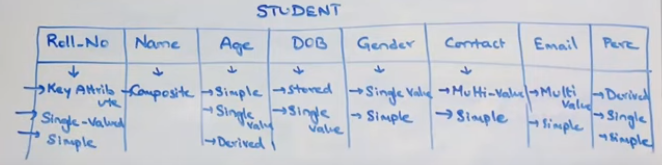 STUDENT
Roll-No Name Age DOB Gender Contact Email Perc
→Key Attribute →Composite →Simple →Stored →Single Value →Multi-Value →Multi Value →Derived
→Single-Valued →Single Value →Single Value →Simple →Simple →Simple →Single
→Simple →Derived →Simple